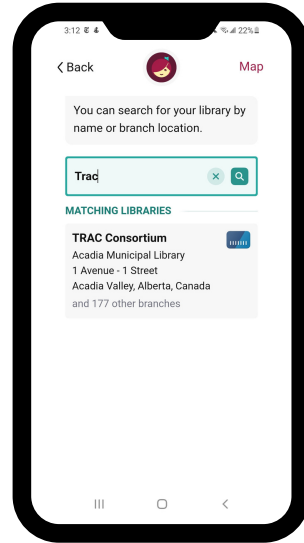 3:12
22%
Back
Map
You can search for your library by
name or branch location.
Trac
MATCHING LIBRARIES
TRAC Consortium
Acadia Municipal Library
1 Avenue - 1 Street
Acadia Valley, Alberta, Canada
and 177 other branches